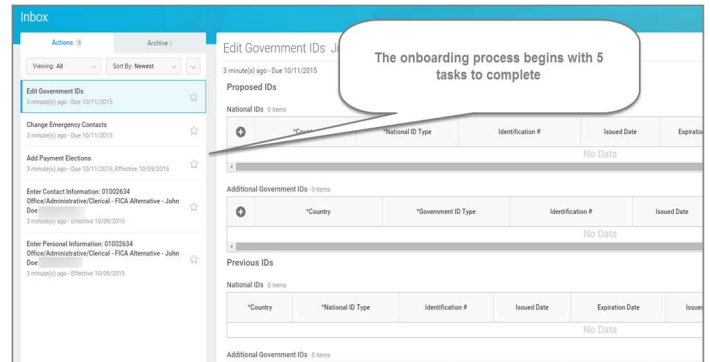 Inbox
Actions 5
Archive 1
Viewing: All
Sort By: Newest
Edit Government IDs
3 minute(s) ago - Due 10/11/2015
Change Emergency Contacts
3 minute(s) ago - Due 10/11/2015
Add Payment Elections
3 minute(s) ago - Due 10/11/2015; Effective 10/09/2015
Enter Contact Information: 01002634
Office/Administrative/Clerical - FICA Alternative - John
Doe
3 minute(s) ago - Effective 10/09/2015
Enter Personal Information: 01002634
Office/Administrative/Clerical - FICA Alternative - John
Doe
3 minute(s) ago - Effective 10/09/2015
The onboarding process begins with 5
tasks to complete
Edit Government IDs
3 minute(s) ago - Due 10/11/2015
Proposed IDs
National IDs 0 items
*National ID Type Identification # Issued Date
No Data
Additional Government IDs 0 items
*Country *Government ID Type Issued Date
No Data
Previous IDs
National IDs 0 items
*Country *National ID Type Identification # Issued Date Expiration Date Issued
No Data
Additional Government IDs 0 items